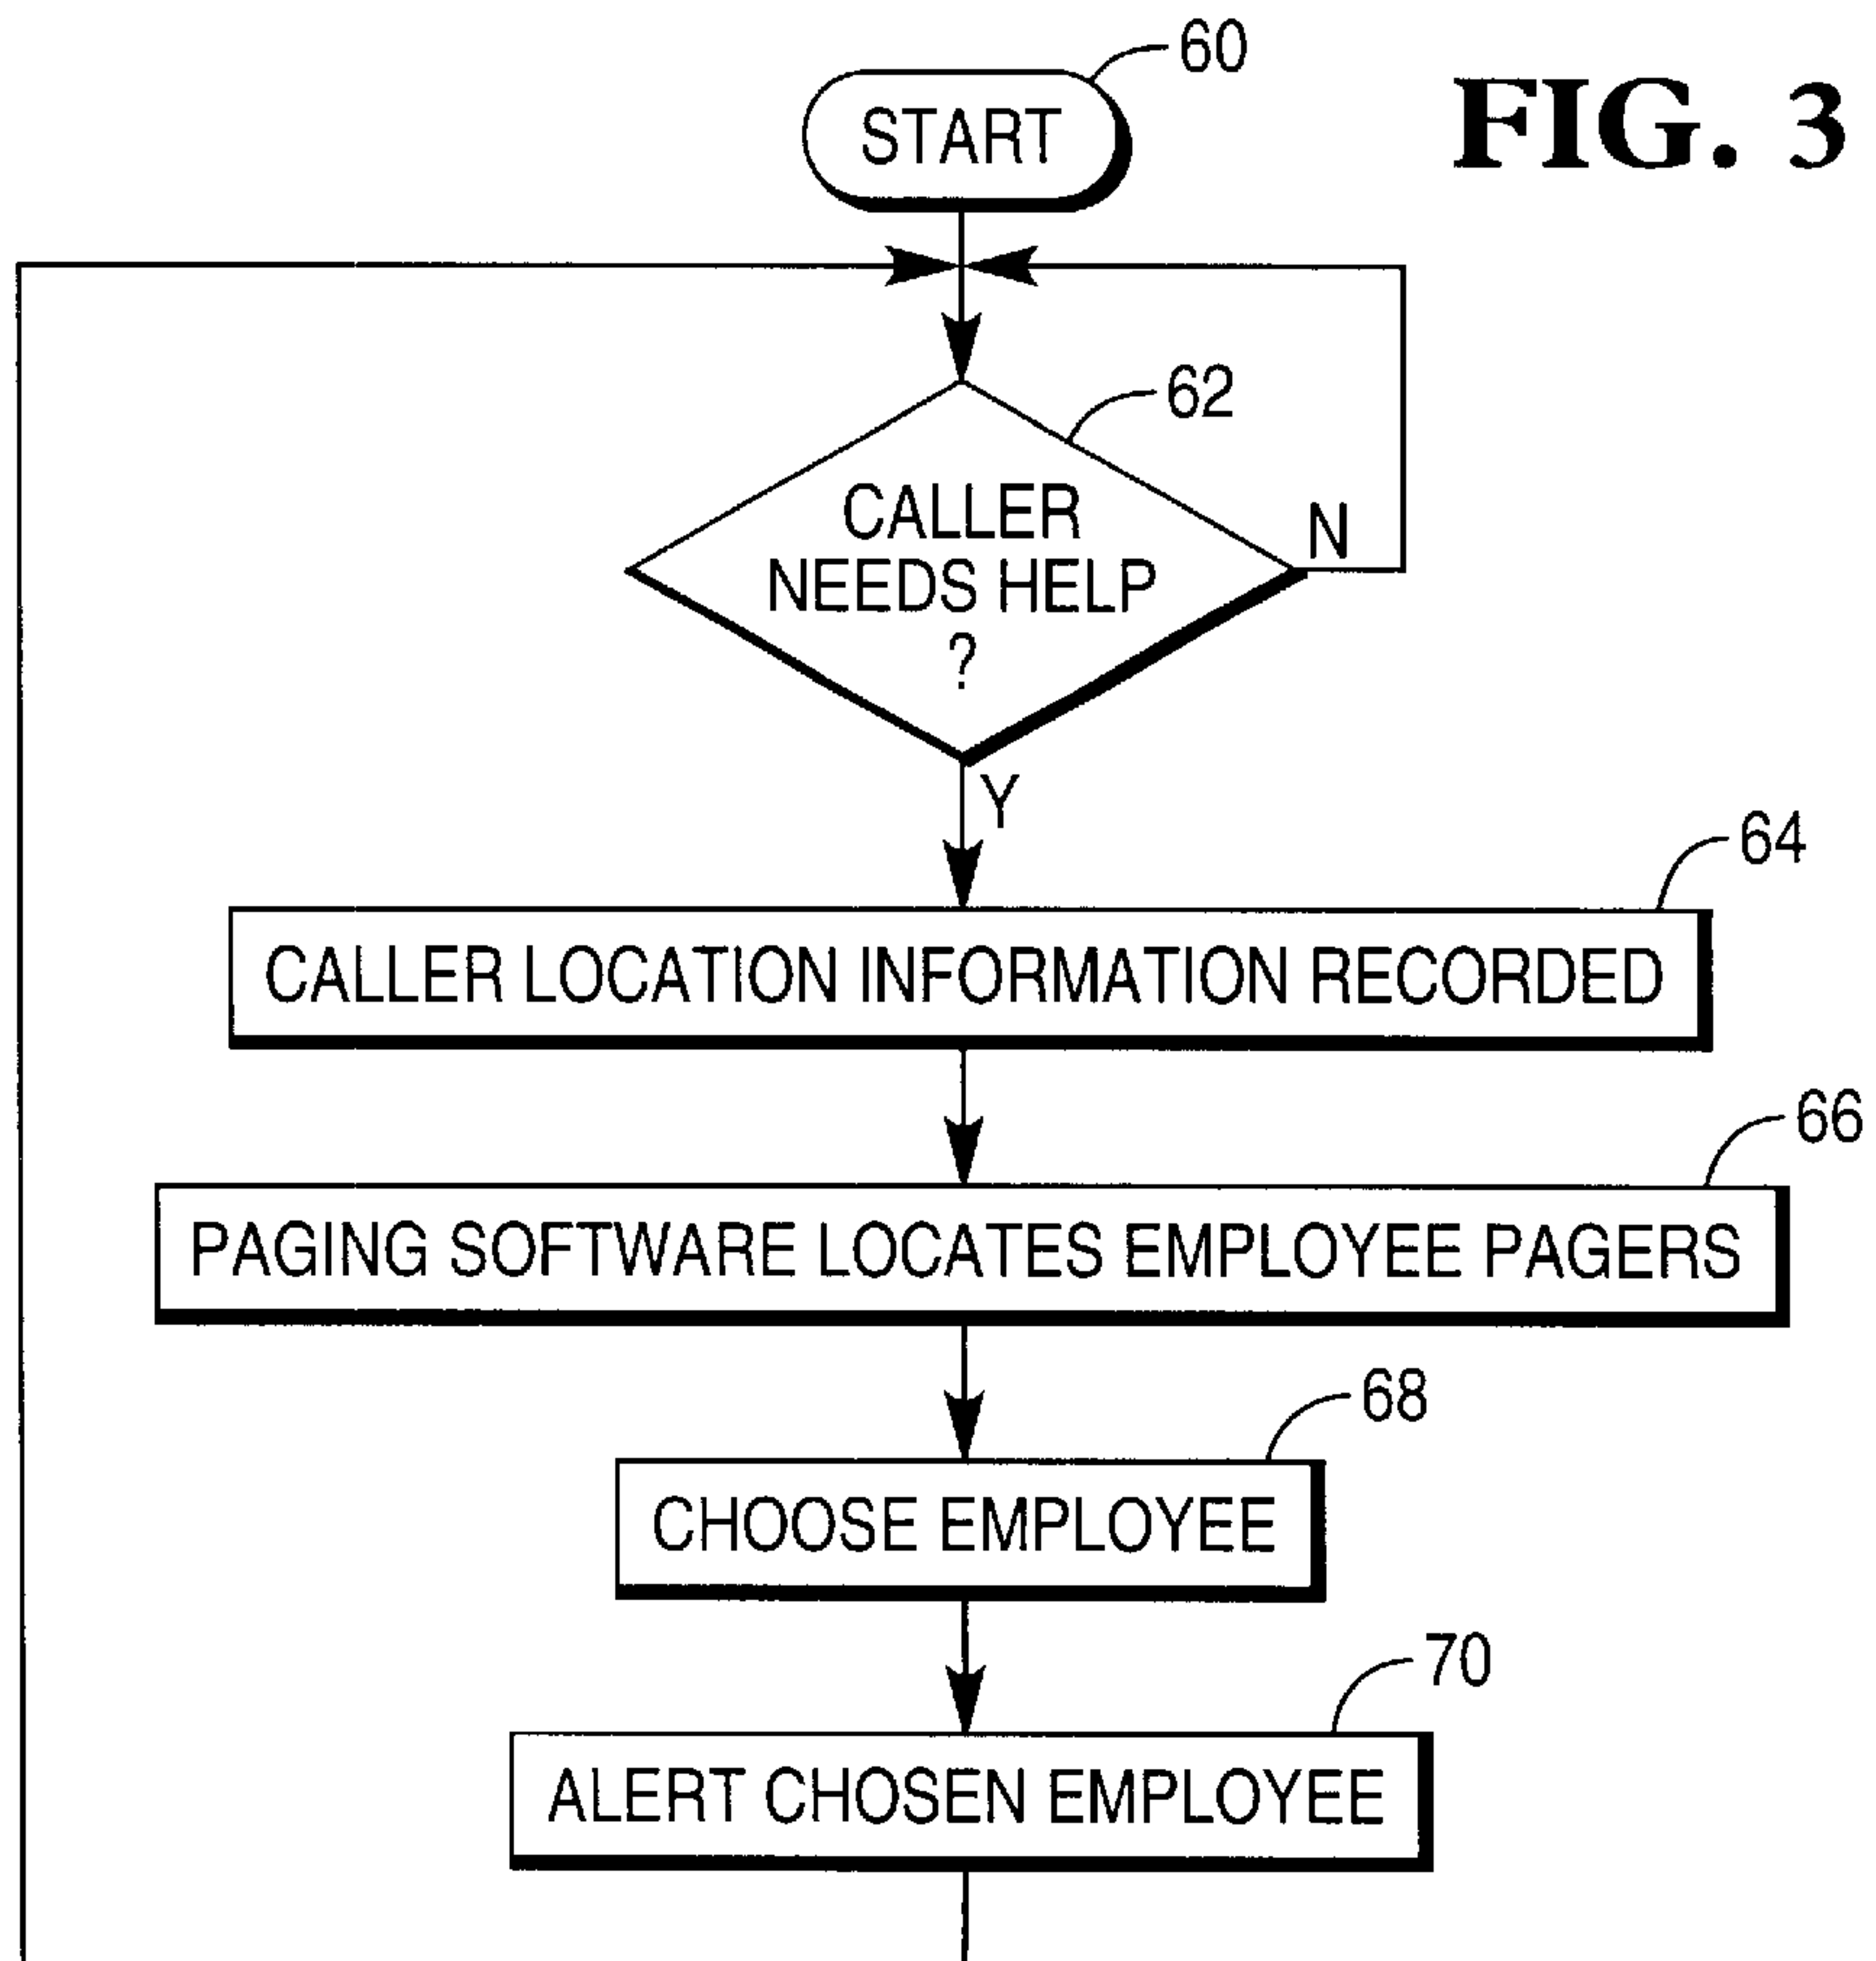 60
START
FIG. 3
62
CALLER
NEEDS HELP
?
N
Y
64
CALLER LOCATION INFORMATION RECORDED
66
PAGING SOFTWARE LOCATES EMPLOYEE PAGERS
68
CHOOSE EMPLOYEE
70
ALERT CHOSEN EMPLOYEE